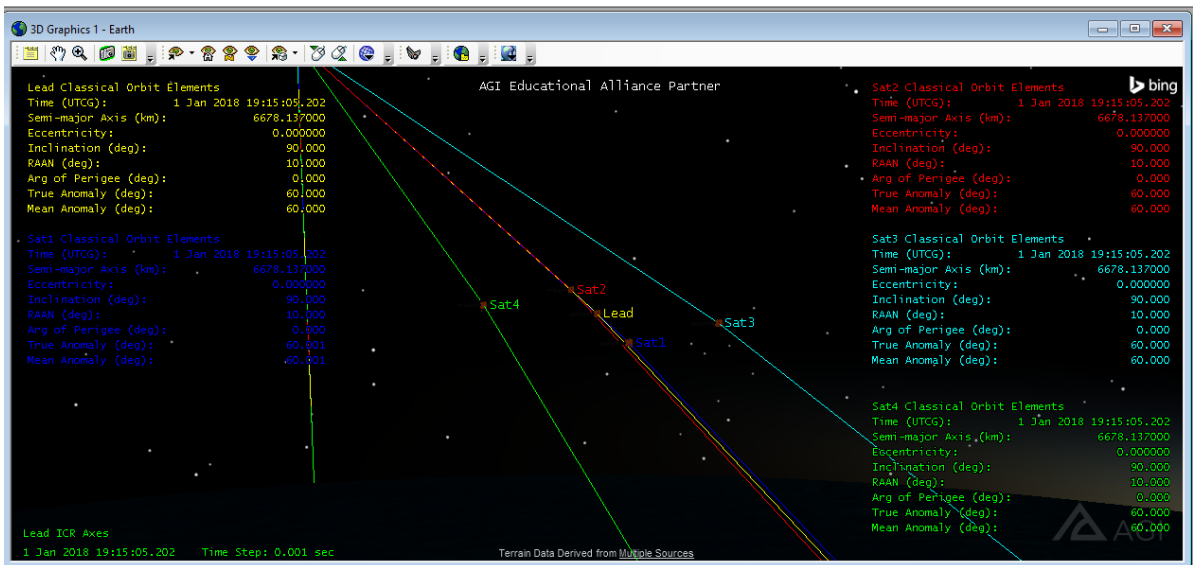 3D Graphics 1 - Earth
AGI Educational Alliance Partner
bing
Lead Classical Orbit Elements
Time (UTCG): 1 Jan 2018 19:15:05.202
Semi-major Axis (km): 6678.137000
Eccentricity: 0.000000
Inclination (deg): 90.000
RAAN (deg): 10.000
Arg of Perigee (deg): 0.000
True Anomaly (deg): 60.000
Mean Anomaly (deg): 60.000
Sat1 Classical Orbit Elements
Time (UTCG): 1 Jan 2018 19:15:05.202
Semi-major Axis (km): 6678.137000
Eccentricity: 0.000000
Inclination (deg): 90.000
RAAN (deg): 10.000
Arg of Perigee (deg): 0.000
True Anomaly (deg): 60.001
Mean Anomaly (deg): 60.001
Sat2
Sat4
Lead
Sat3
Sat1
Sat2 Classical Orbit Elements
Time (UTCG): 1 Jan 2018 19:15:05.202
Semi-major Axis (km): 6678.137000
Eccentricity: 0.000000
Inclination (deg): 90.000
RAAN (deg): 10.000
Arg of Perigee (deg): 0.000
True Anomaly (deg): 60.000
Mean Anomaly (deg): 60.000
Sat3 Classical Orbit Elements
Time (UTCG): 1 Jan 2018 19:15:05.202
Semi-major Axis (km): 6678.137000
Eccentricity: 0.000000
Inclination (deg): 90.000
RAAN (deg): 10.000
Arg of Perigee (deg): 0.000
True Anomaly (deg): 60.000
Mean Anomaly (deg): 60.000
Sat4 Classical Orbit Elements
Time (UTCG): 1 Jan 2018 19:15:05.202
Semi-major Axis (km): 6678.137000
Eccentricity: 0.000000
Inclination (deg): 90.000
RAAN (deg): 10.000
Arg of Perigee (deg): 0.000
True Anomaly (deg): 60.000
Mean Anomaly (deg): 60.000
AGI
Lead ICR Axes
1 Jan 2018 19:15:05.202 Time Step: 0.001 sec
Terrain Data Derived from Multiple Sources